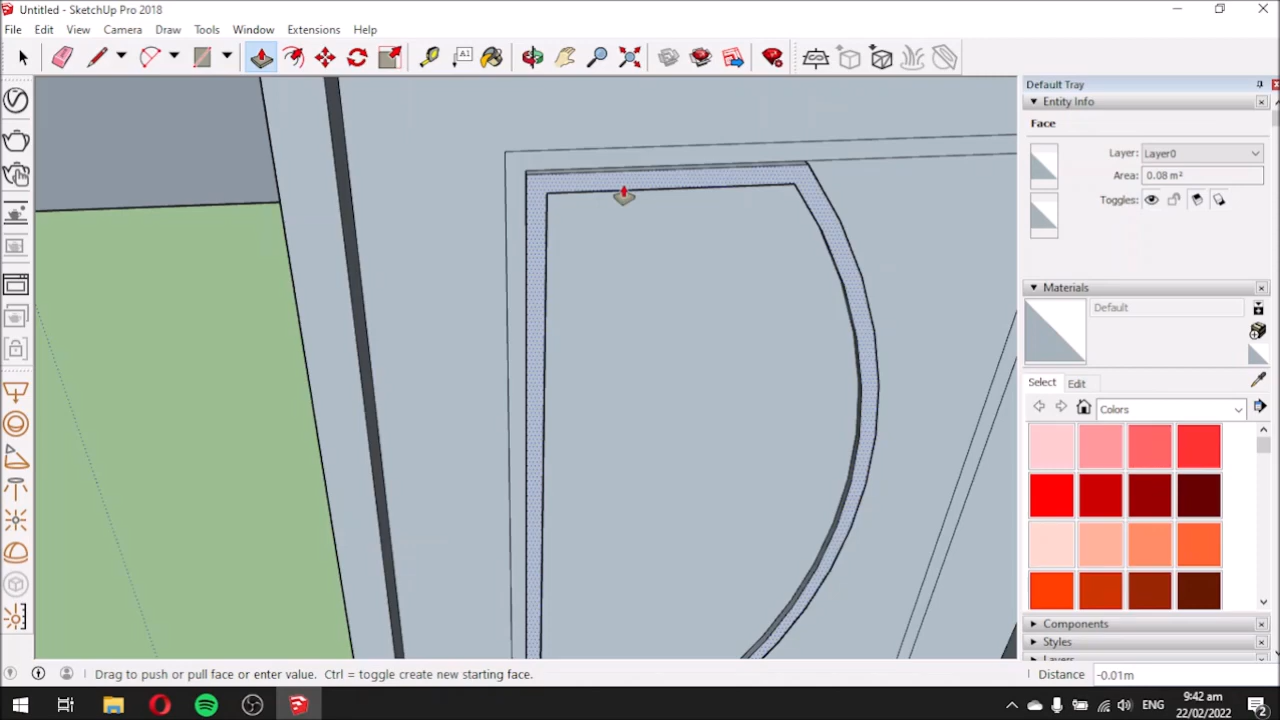 Untitled - SketchUp Pro 2018
File Edit View Camera Draw Tools Window Extensions Help
Default Tray
Entity Info
Face
Layer: Layer0
Area: 0.08 m²
Toggles:
Materials
Default
Select Edit
Colors
Components
Styles
Drag to push or pull face or enter value. Ctrl = toggle create new starting face.
Distance -0.01m
ENG
9:42 am
22/02/2022
2